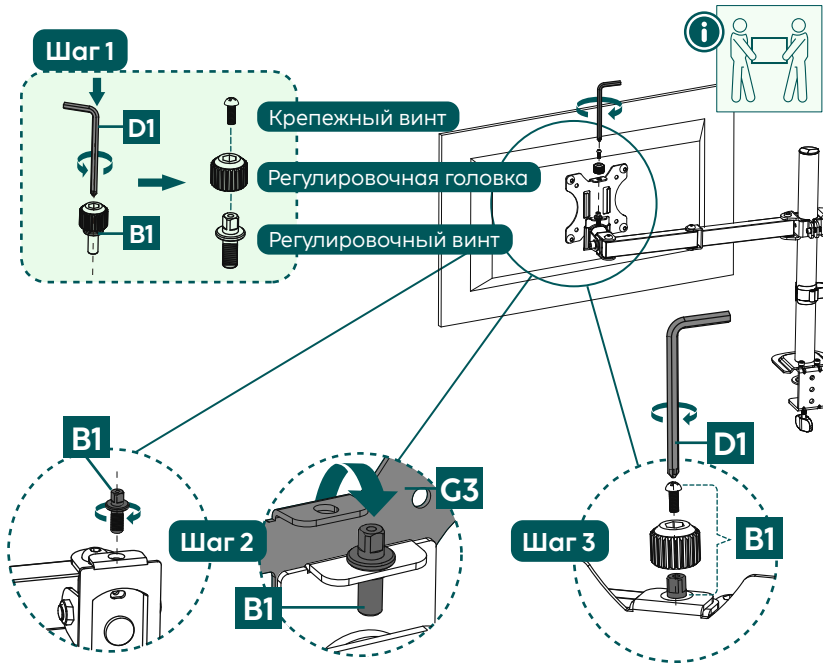 Шаг 1
D1
B1
Крепежный винт
Регулировочная головка
Регулировочный винт
i
B1
Шаг 2
G3
B1
Шаг 3
D1
B1